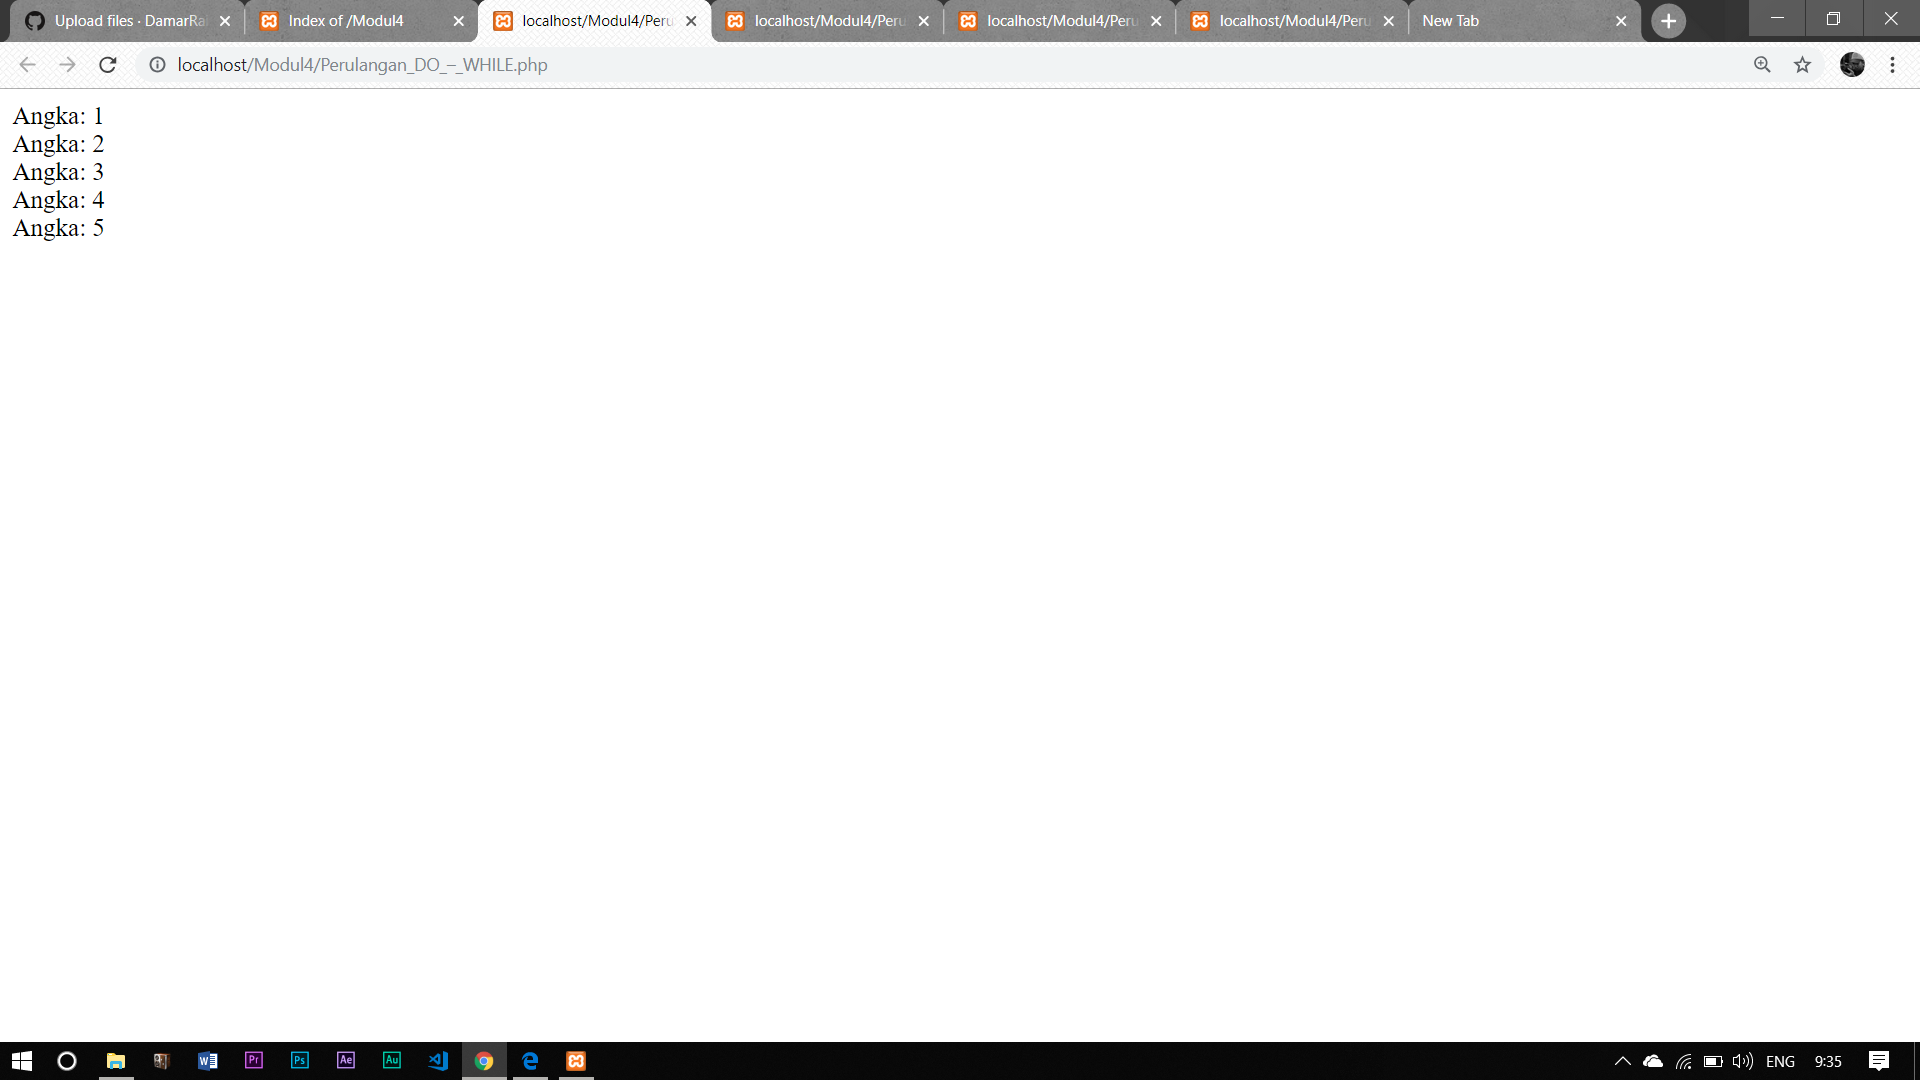 Upload files · DamarRa
Index of /Modul4
localhost/Modul4/Peru
localhost/Modul4/Peru
localhost/Modul4/Peru
localhost/Modul4/Peru
New Tab
localhost/Modul4/Perulangan_DO_–_WHILE.php
Angka: 1
Angka: 2
Angka: 3
Angka: 4
Angka: 5
W
Pr
Ps
Ae
Au
ENG
9:35